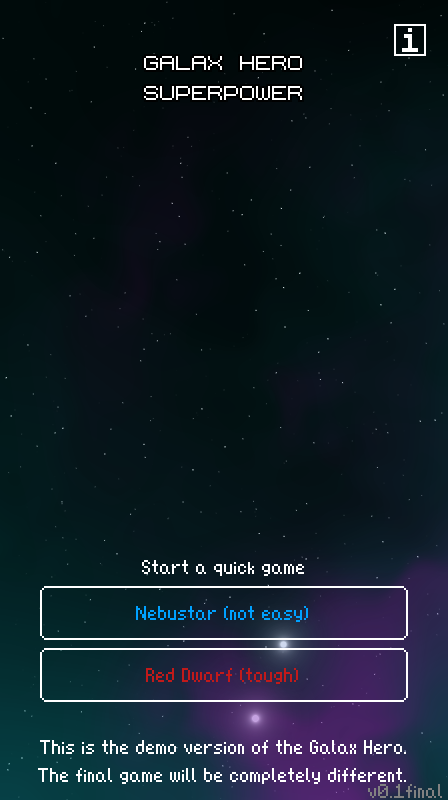 i
GALAX HERO
SUPERPOWER
Start a quick game
Nebustar (not easy)
Red Dwarf (tough)
This is the demo version of the Galax Hero.
The final game will be completely different.
v0.1final